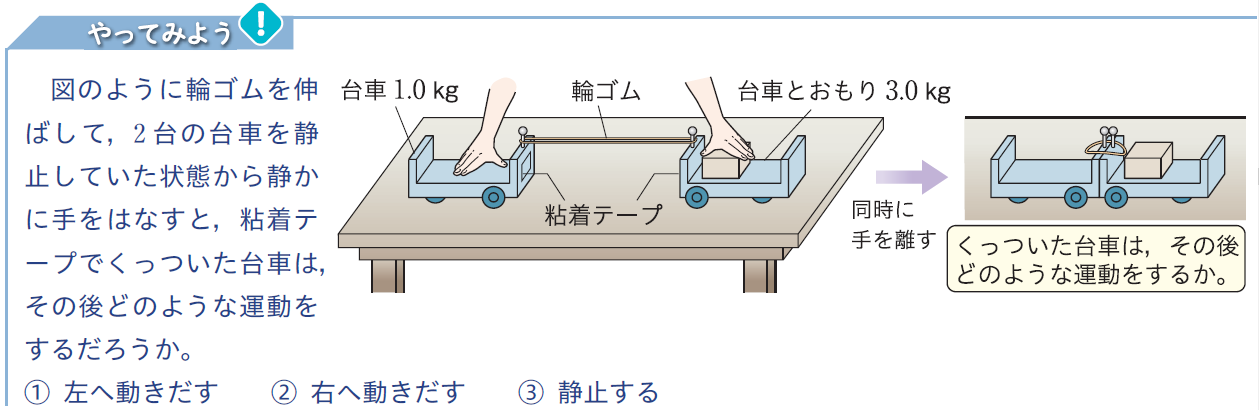 やってみよう!
図のように輪ゴムを伸
ばして，2台の台車を静
止していた状態から静か
に手をはなすと，粘着テ
ープでくっついた台車は，
その後どのような運動を
するだろうか。
① 左へ動きだす ② 右へ動きだす ③ 静止する
台車 1.0 kg
輪ゴム
台車とおもり 3.0 kg
粘着テープ
同時に
手を離す
くっついた台車は，その後
どのような運動をするか。